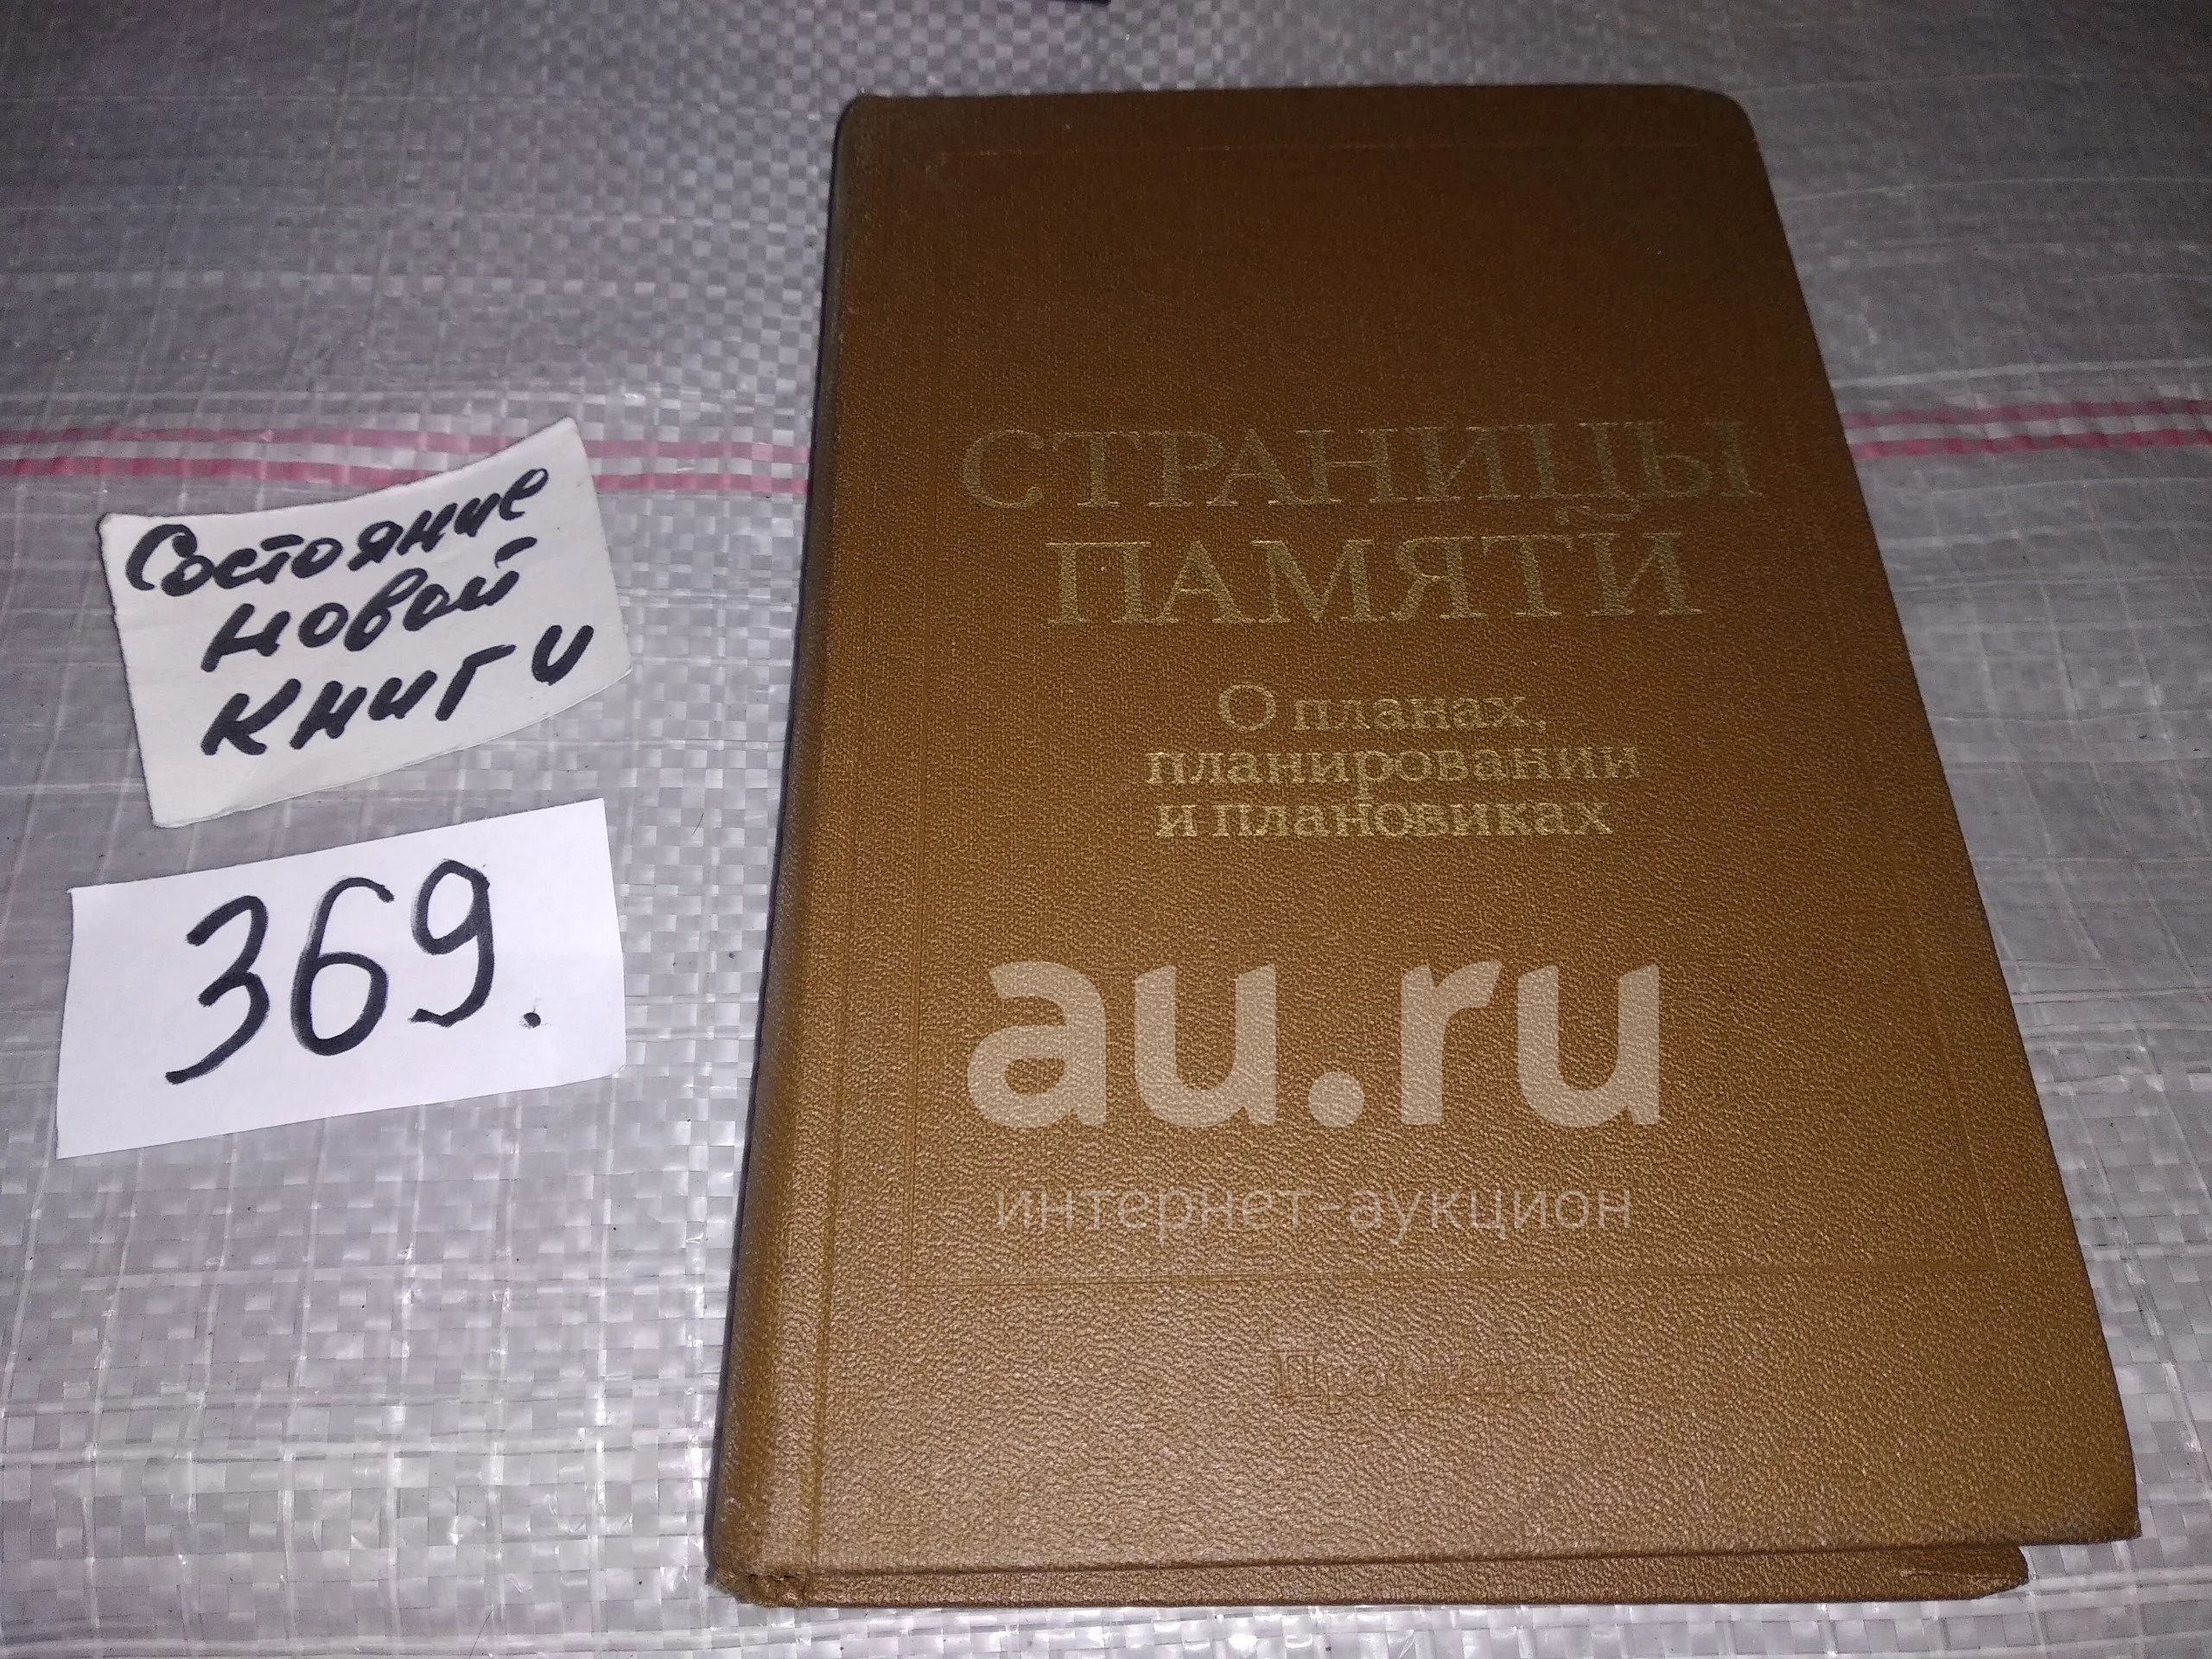 Состояние
новой
книги
369.
СТРАНИЦЫ
ПАМЯТИ
О планах,
планировании
и плановиках
au.ru
интернет-аукцион